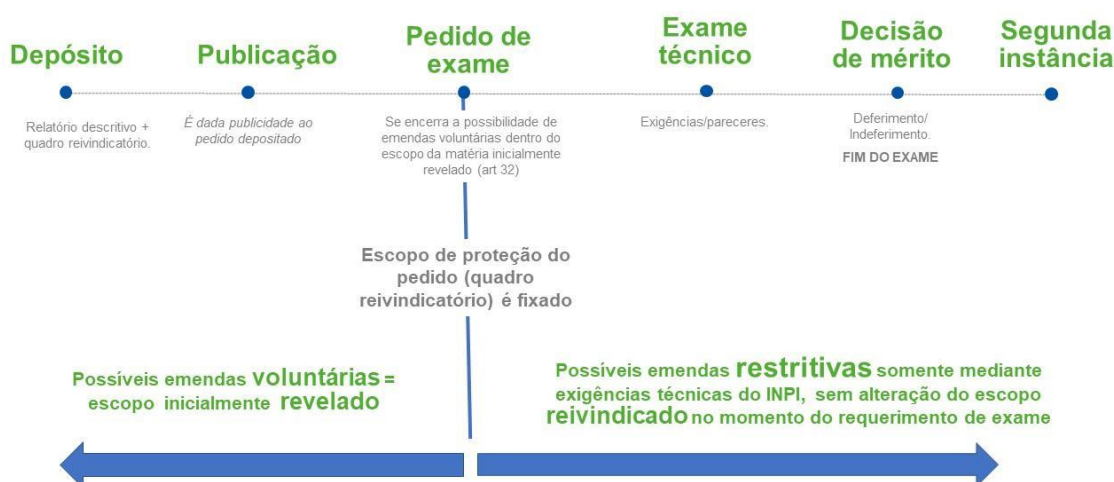 Depósito
Publicação
Pedido de
exame
Exame
técnico
Decisão
de mérito
Segunda
instância
Relatório descritivo +
quadro reivindicatório.
É dada publicidade ao
pedido depositado
Se encerra a possibilidade de
emendas voluntárias dentro do
escopo da matéria inicialmente
revelado (art 32)
Exigências/pareceres.
Deferimento/
Indeferimento.
FIM DO EXAME
Escopo de proteção do
pedido (quadro
reivindicatório) é fixado
Possíveis emendas voluntárias =
escopo inicialmente revelado
Possíveis emendas restritivas somente mediante
exigências técnicas do INPI, sem alteração do escopo
reivindicado no momento do requerimento de exame